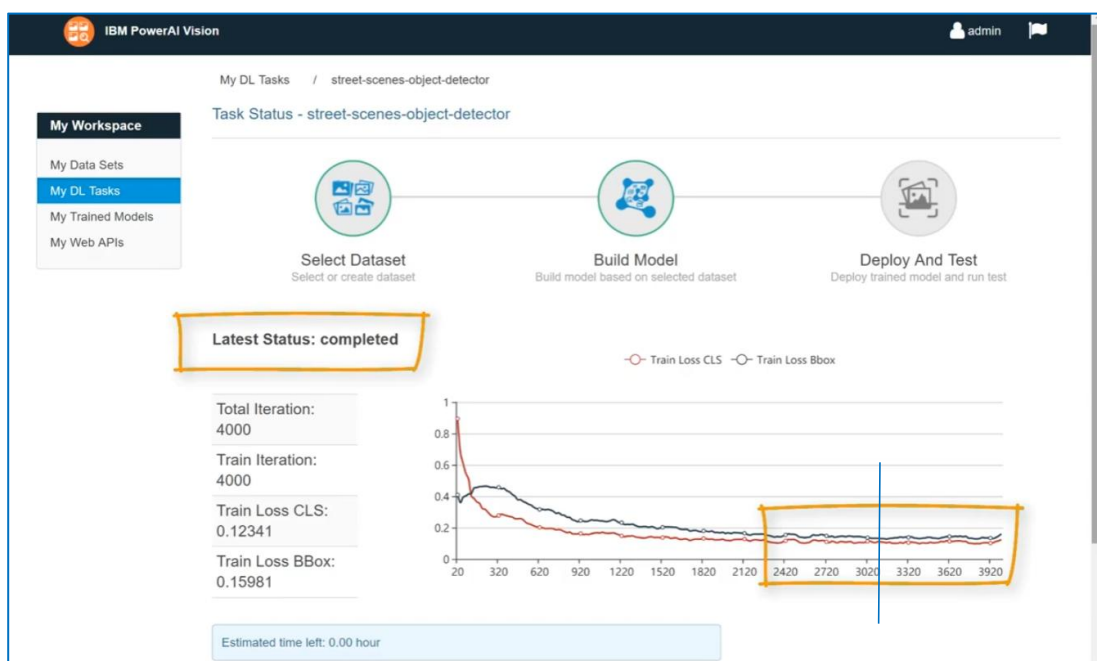 IBM PowerAI Vision
admin
My DL Tasks / street-scenes-object-detector
Task Status - street-scenes-object-detector
My Workspace
My Data Sets
My DL Tasks
My Trained Models
My Web APIs
Select Dataset
Select or create dataset
Build Model
Build model based on selected dataset
Deploy And Test
Deploy trained model and run test
Latest Status: completed
Train Loss CLS Train Loss Bbox
Total Iteration:
4000
Train Iteration:
4000
Train Loss CLS:
0.12341
Train Loss BBox:
0.15981
1
0.8
0.6
0.4
0.2
0
20 320 620 920 1220 1520 1820 2120 2420 2720 3020 3320 3620 3920
Estimated time left: 0.00 hour